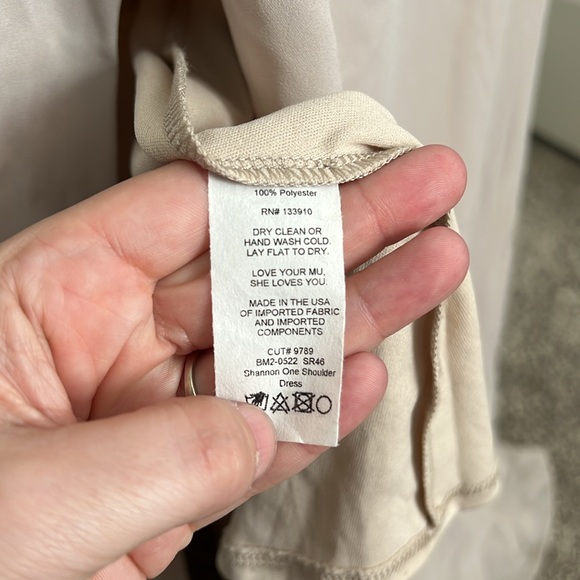 100% Polyester
RN# 133910
DRY CLEAN OR
HAND WASH COLD.
LAY FLAT TO DRY.
LOVE YOUR MU,
SHE LOVES YOU.
MADE IN THE USA
OF IMPORTED FABRIC
AND IMPORTED
COMPONENTS
CUT# 9789
BM2-0522 SR46
Shannon One Shoulder
Dress